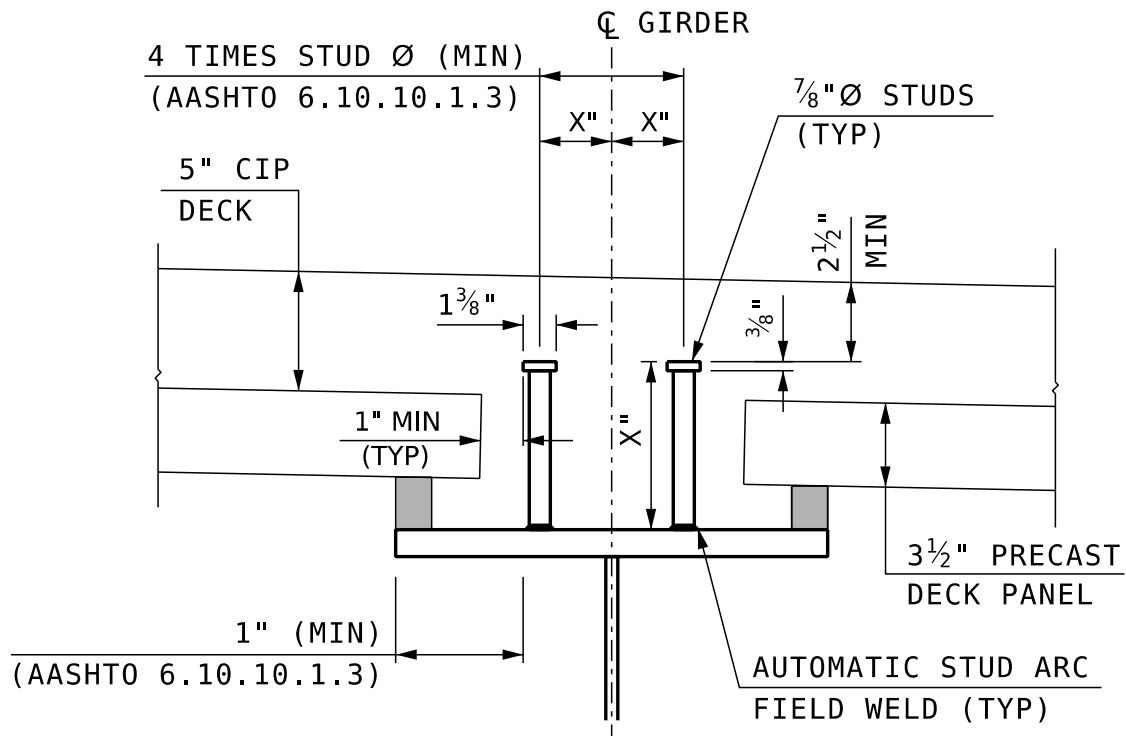 ℄ GIRDER
4 TIMES STUD Ø (MIN)
(AASHTO 6.10.10.1.3)
⅞"Ø STUDS
(TYP)
X" X"
5" CIP
DECK
2½"
MIN
1⅜"
⅜"
1" MIN
(TYP)
X"
3½" PRECAST
DECK PANEL
1" (MIN)
(AASHTO 6.10.10.1.3)
AUTOMATIC STUD ARC
FIELD WELD (TYP)